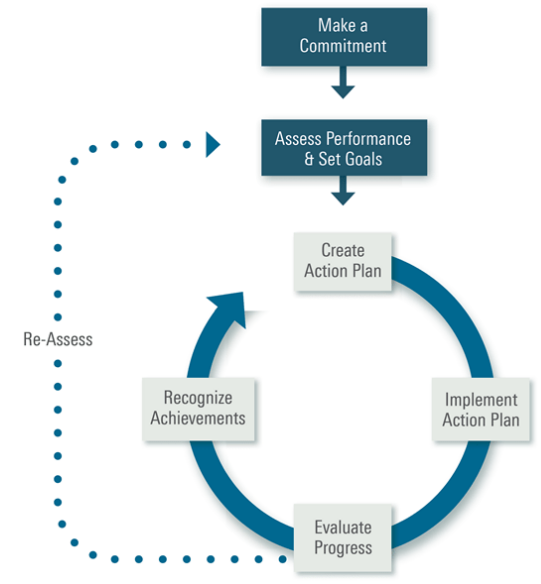 Make a
Commitment
Assess Performance
& Set Goals
Create
Action Plan
Re-Assess
Recognize
Achievements
Implement
Action Plan
Evaluate
Progress